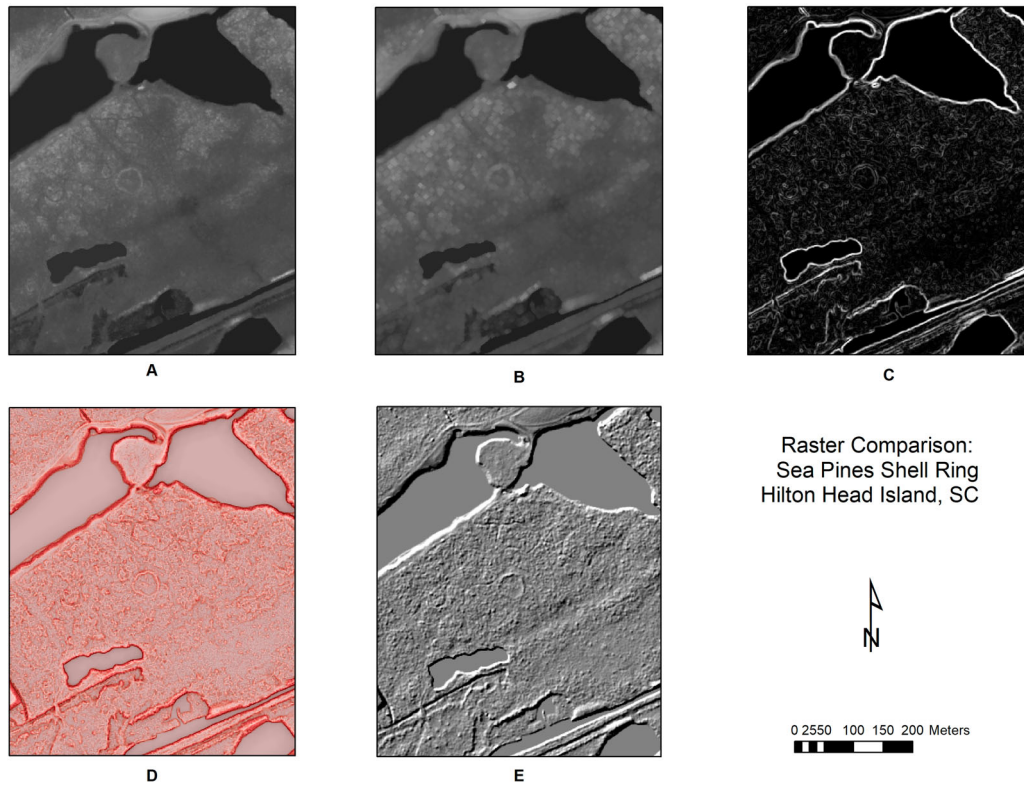 A
B
C
D
E
Raster Comparison:
Sea Pines Shell Ring
Hilton Head Island, SC
N
0 2550 100 150 200 Meters